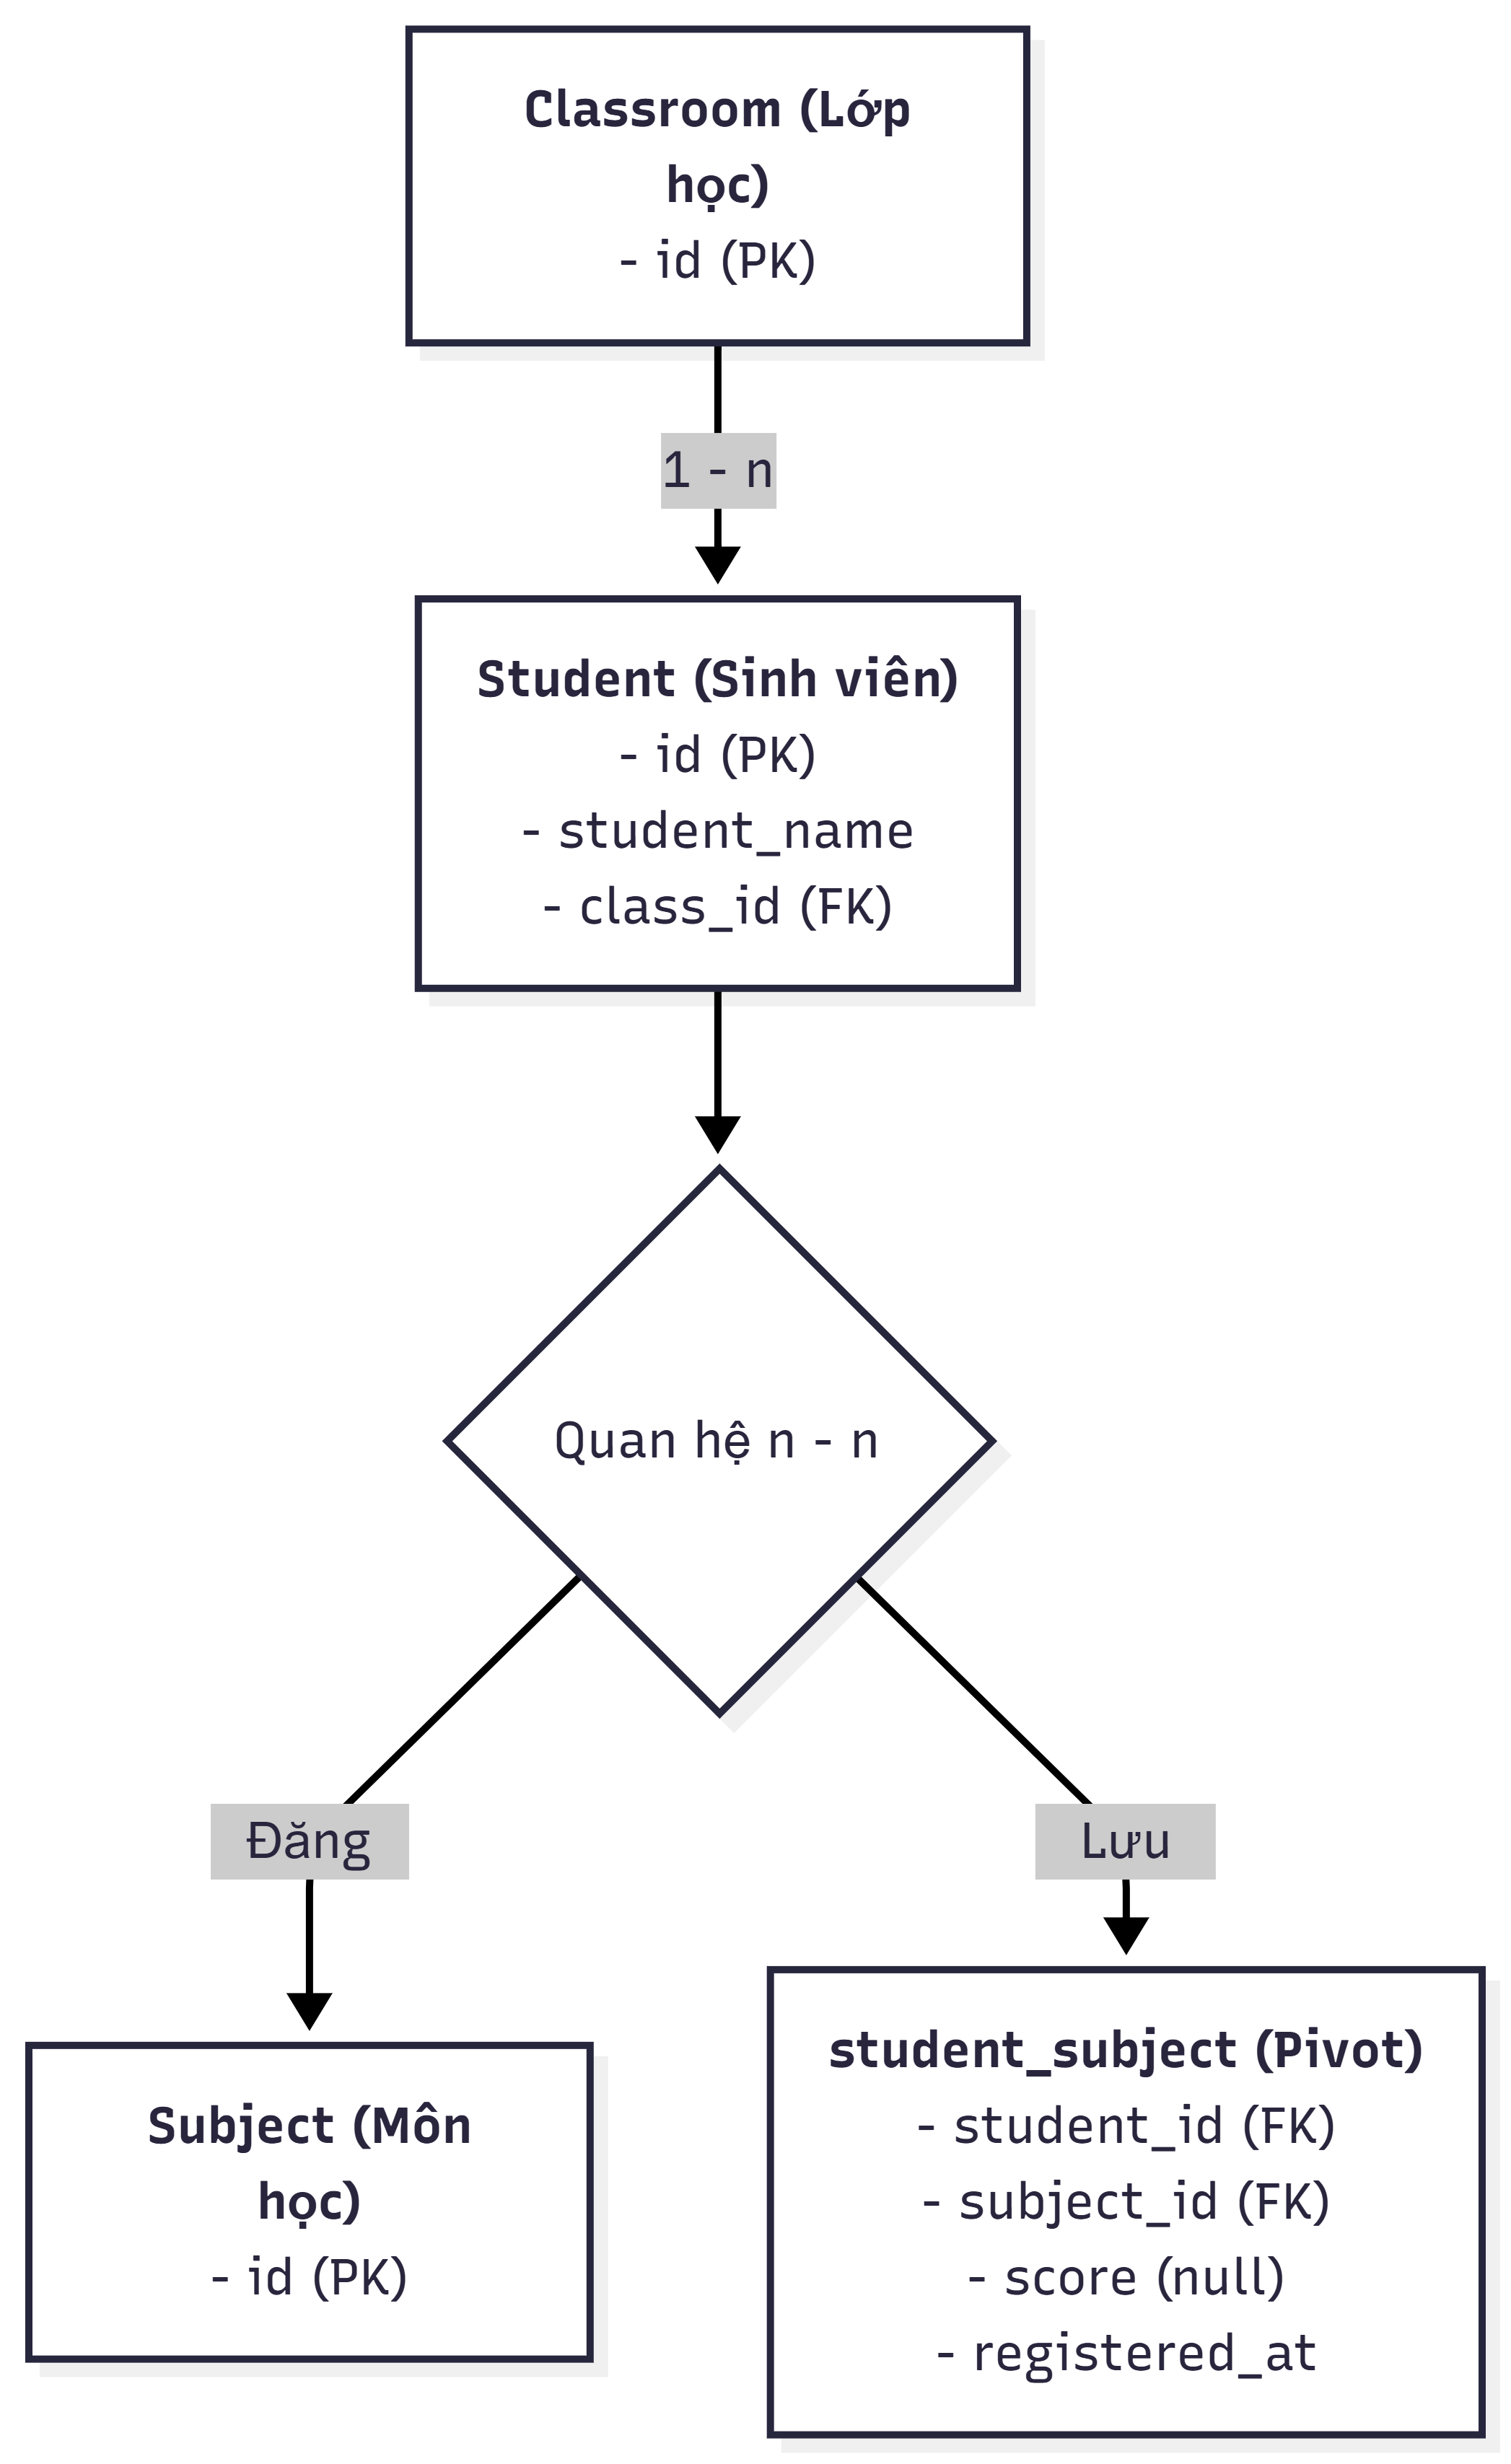 Classroom (Lớp
học)
- id (PK)
1 - n
Student (Sinh viên)
- id (PK)
- student_name
- class_id (FK)
Quan hệ n - n
Đăng
Lưu
Subject (Môn
học)
- id (PK)
student_subject (Pivot)
- student_id (FK)
- subject_id (FK)
- score (null)
- registered_at